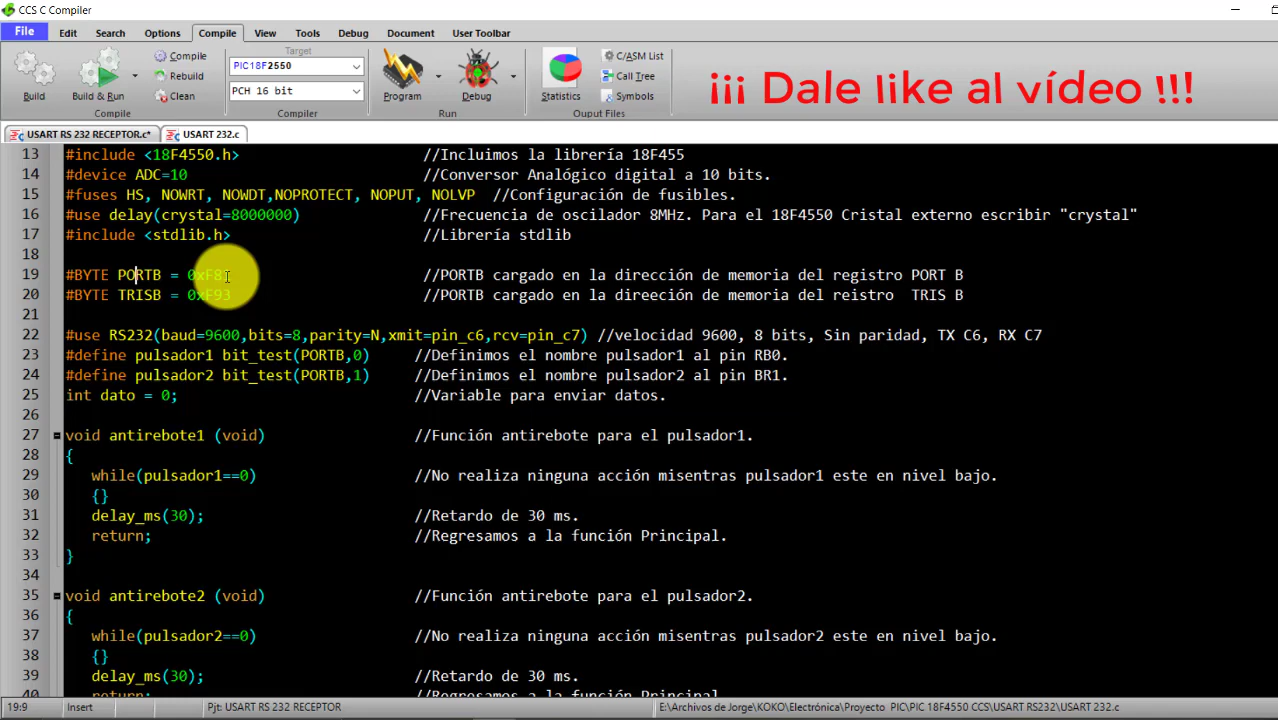 CCS C Compiler
File Edit Search Options Compile View Tools Debug Document User Toolbar
Build
Build & Run
Compile
Rebuild
Clean
Compile
Target
PIC18F2550
PCH 16 bit
Compiler
Program
Debug
Run
Statistics
C/ASM List
Call Tree
Symbols
Ouput Files
¡¡¡ Dale like al vídeo !!!
USART RS 232 RECEPTOR.c* USART 232.c
13 #include <18F4550.h> //Incluimos la librería 18F455
14 #device ADC=10 //Conversor Analógico digital a 10 bits.
15 #fuses HS, NOWRT, NOWDT,NOPROTECT, NOPUT, NOLVP //Configuración de fusibles.
16 #use delay(crystal=8000000) //Frecuencia de oscilador 8MHz. Para el 18F4550 Cristal externo escribir "crystal"
17 #include <stdlib.h> //Librería stdlib
18
19 #BYTE PORTB = 0xF81 //PORTB cargado en la dirección de memoria del registro PORT B
20 #BYTE TRISB = 0xF93 //PORTB cargado en la dirección de memoria del reistro TRIS B
21
22 #use RS232(baud=9600,bits=8,parity=N,xmit=pin_c6,rcv=pin_c7) //velocidad 9600, 8 bits, Sin paridad, TX C6, RX C7
23 #define pulsador1 bit_test(PORTB,0) //Definimos el nombre pulsador1 al pin RB0.
24 #define pulsador2 bit_test(PORTB,1) //Definimos el nombre pulsador2 al pin BR1.
25 int dato = 0; //Variable para enviar datos.
26
27 void antirebote1 (void) //Función antirebote para el pulsador1.
28 {
29 while(pulsador1==0) //No realiza ninguna acción misentras pulsador1 este en nivel bajo.
30 {}
31 delay_ms(30); //Retardo de 30 ms.
32 return; //Regresamos a la función Principal.
33 }
34
35 void antirebote2 (void) //Función antirebote para el pulsador2.
36 {
37 while(pulsador2==0) //No realiza ninguna acción misentras pulsador2 este en nivel bajo.
38 {}
39 delay_ms(30); //Retardo de 30 ms.
40 return; //Regresamos a la función Principal.
19:9 Insert Pjt: USART RS 232 RECEPTOR E:\Archivos de Jorge\KOKO\Electrónica\Proyecto PIC\PIC 18F4550 CCS\USART RS232\USART 232.c